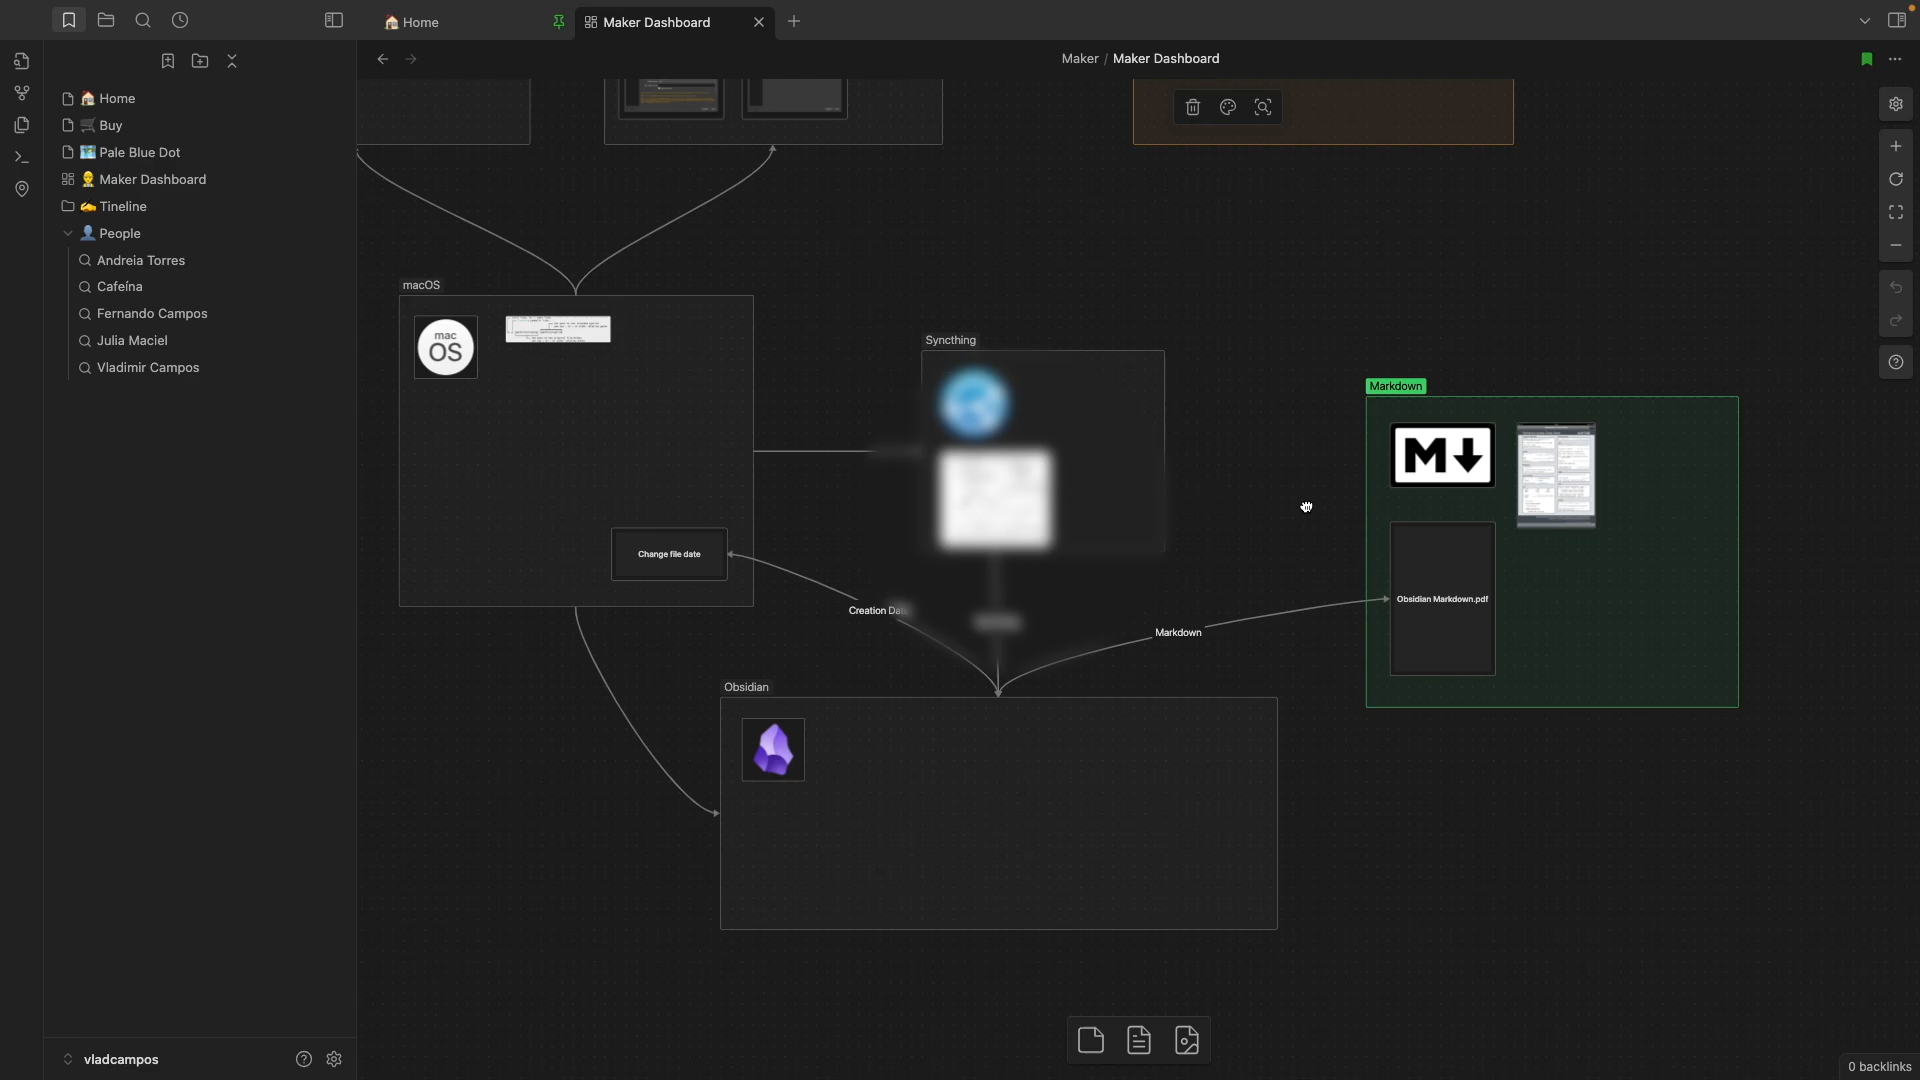 Home
Maker Dashboard
Maker / Maker Dashboard
Home
Buy
Pale Blue Dot
Maker Dashboard
Tineline
People
Andreia Torres
Cafeína
Fernando Campos
Julia Maciel
Vladimir Campos
macOS
mac
OS
Syncthing
Markdown
M
Change file date
Obsidian Markdown.pdf
Creation
Markdown
Obsidian
vladcampos
0 backlinks